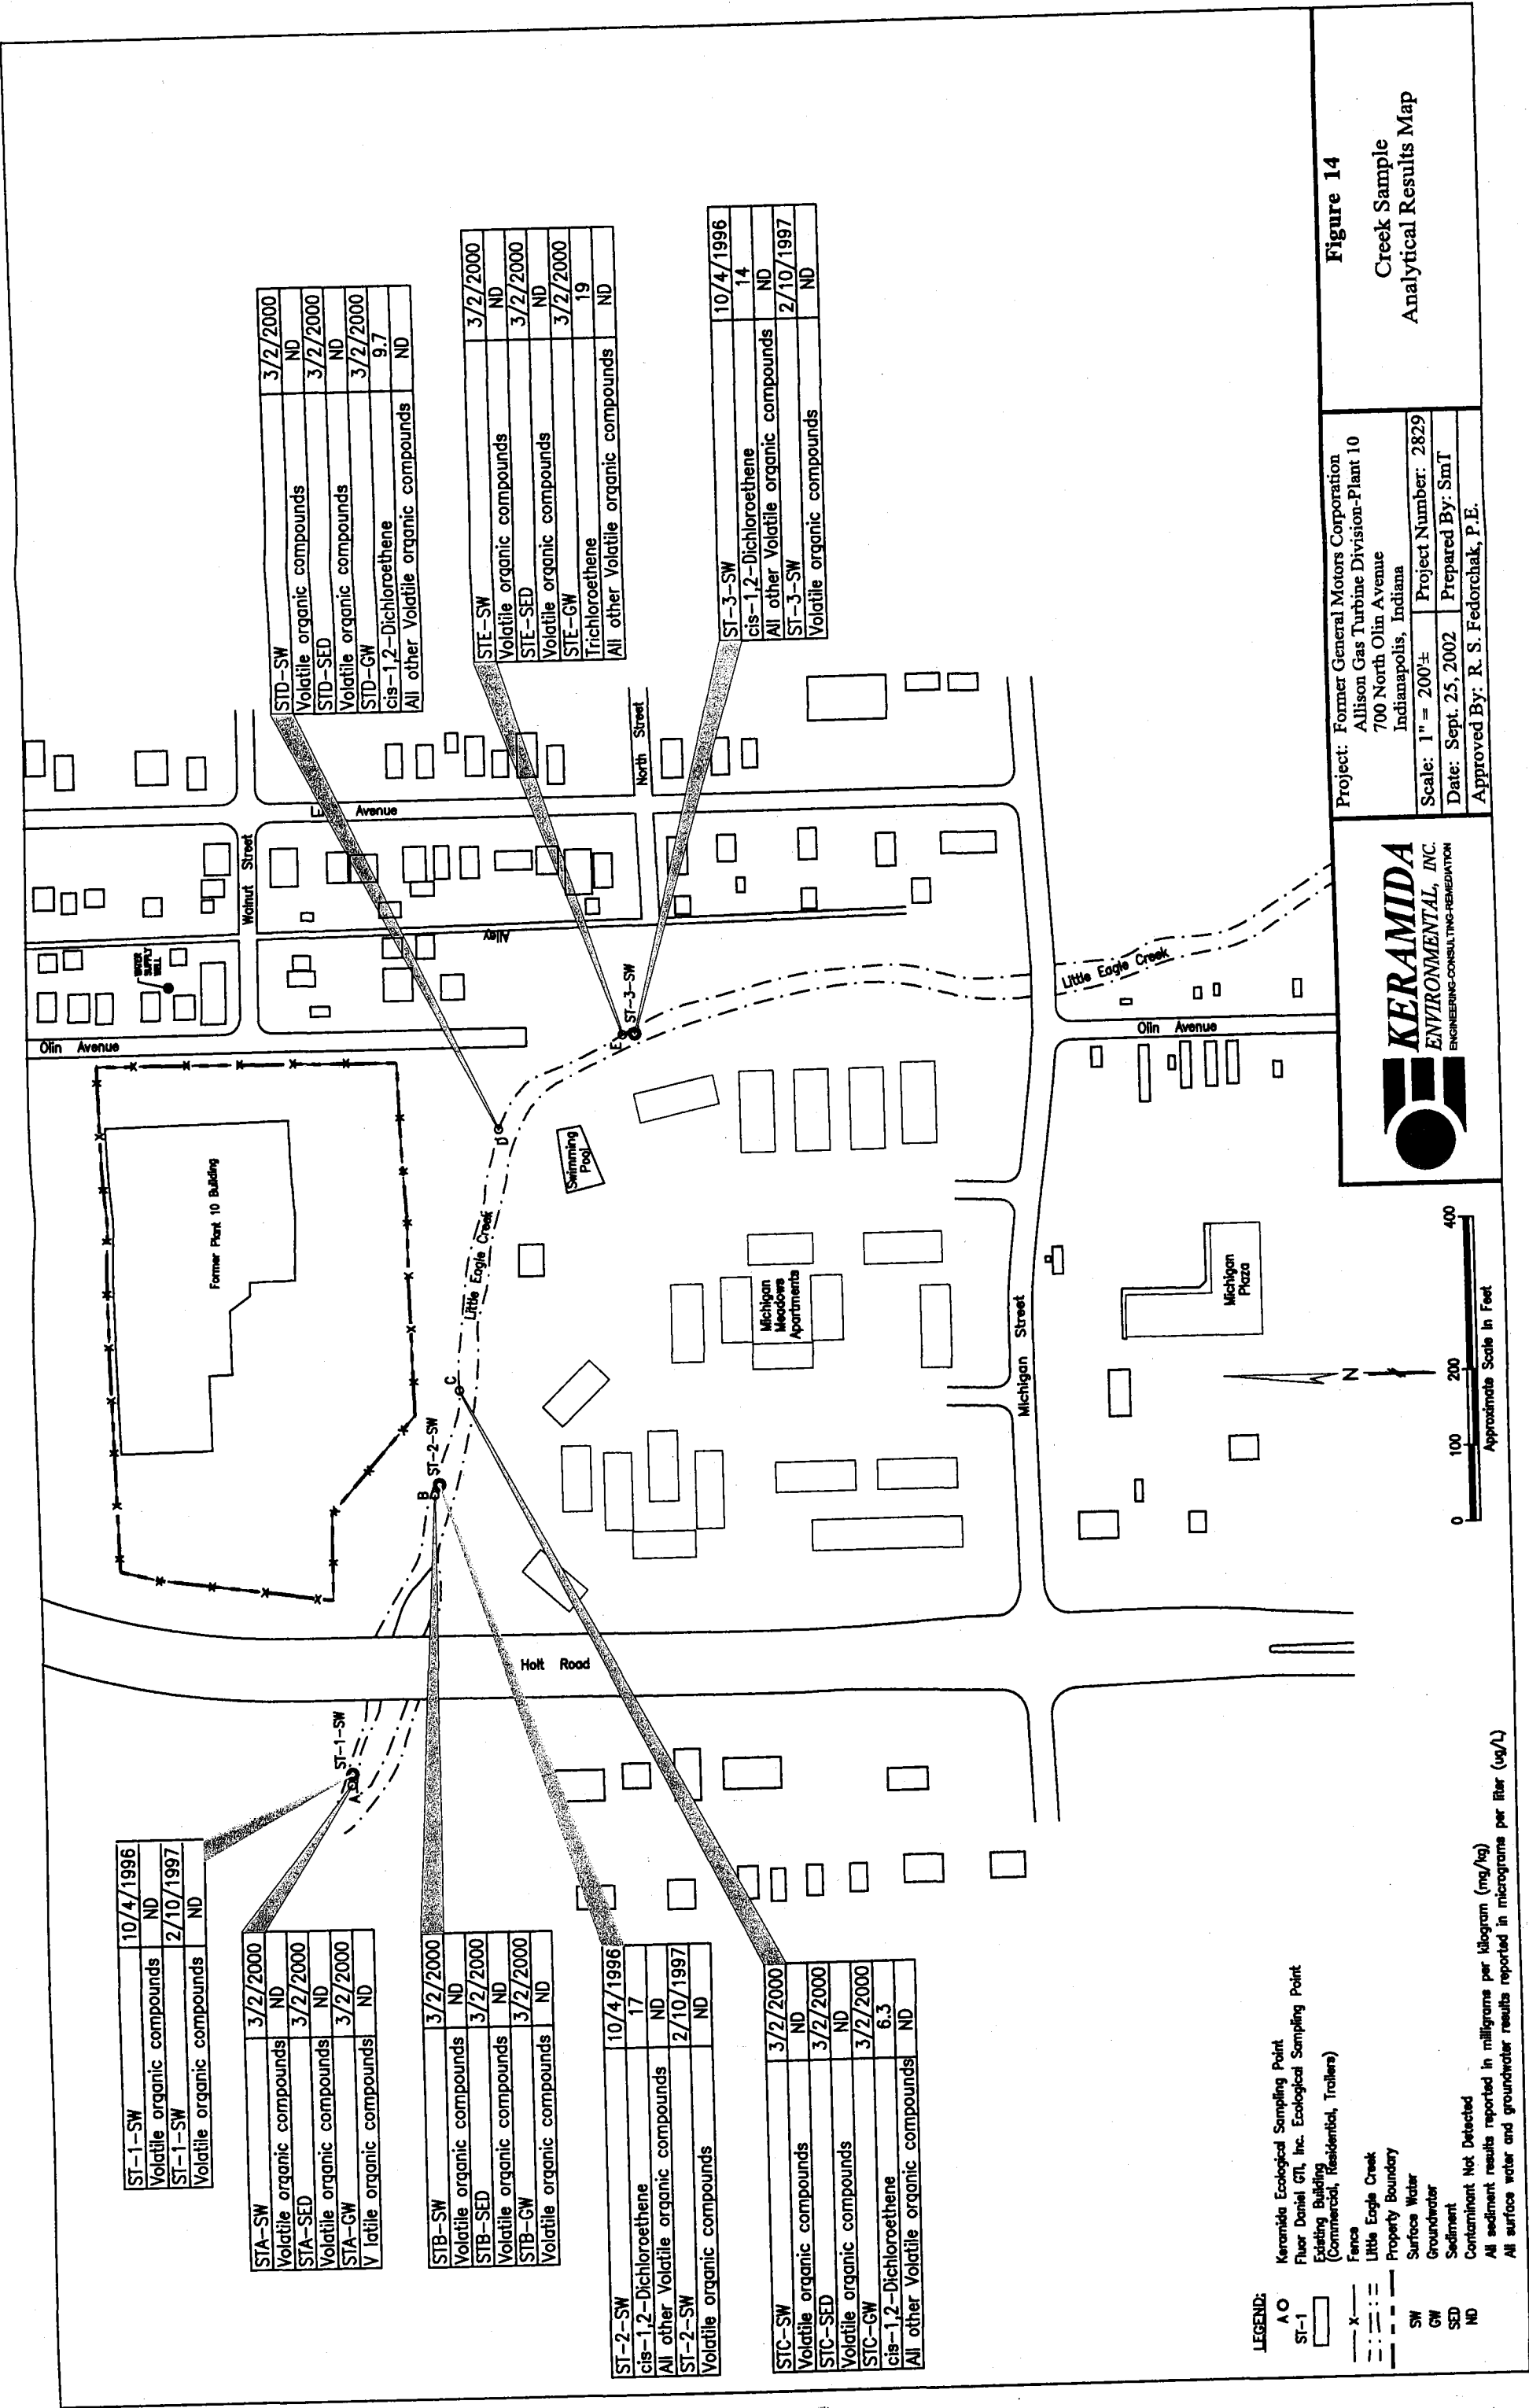 ST-1-SW 10/4/1996
Volatile organic compounds ND
ST-1-SW 2/10/1997
Volatile organic compounds ND
STA-SW 3/2/2000
Volatile organic compounds ND
STA-SED 3/2/2000
Volatile organic compounds ND
STA-GW 3/2/2000
V latile organic compounds ND
STB-SW 3/2/2000
Volatile organic compounds ND
STB-SED 3/2/2000
Volatile organic compounds ND
STB-GW 3/2/2000
Volatile organic compounds ND
ST-2-SW 10/4/1996
cis-1,2-Dichloroethene 17
All other Volatile organic compounds ND
ST-2-SW 2/10/1997
Volatile organic compounds ND
STC-SW 3/2/2000
Volatile organic compounds ND
STC-SED 3/2/2000
Volatile organic compounds ND
STC-GW 3/2/2000
cis-1,2-Dichloroethene 6.3
All other Volatile organic compounds ND
STD-SW 3/2/2000
Volatile organic compounds ND
STD-SED 3/2/2000
Volatile organic compounds ND
STD-GW 3/2/2000
cis-1,2-Dichloroethene 9.7
All other Volatile organic compounds ND
STE-SW 3/2/2000
Volatile organic compounds ND
STE-SED 3/2/2000
Volatile organic compounds ND
STE-GW 3/2/2000
Trichloroethene 19
All other Volatile organic compounds ND
ST-3-SW 10/4/1996
cis-1,2-Dichloroethene 14
All other Volatile organic compounds ND
ST-3-SW 2/10/1997
Volatile organic compounds ND
A ST-1-SW
B ST-2-SW
C
D
E ST-3-SW
Holt Road
Former Plant 10 Building
Olin Avenue
WATER
SUPPLY
WELL
Walnut Street
Alley
Avenue
North Street
Little Eagle Creek
Swimming
Pool
Michigan
Meadows
Apartments
Michigan Street
Little Eagle Creek
Olin Avenue
Michigan
Plaza
N
0 100 200 400
Approximate Scale In Feet
LEGEND:
A Keramida Ecological Sampling Point
ST-1 Fluor Daniel GTI, Inc. Ecological Sampling Point
Existing Building
(Commercial, Residential, Trailers)
x Fence
Little Eagle Creek
Property Boundary
SW Surface Water
GW Groundwater
SED Sediment
ND Contaminant Not Detected
All sediment results reported in milligrams per kilogram (mg/kg)
All surface water and groundwater results reported in micrograms per liter (ug/L)
KERAMIDA
ENVIRONMENTAL, INC.
ENGINEERING-CONSULTING-REMEDIATION
Project: Former General Motors Corporation
Allison Gas Turbine Division-Plant 10
700 North Olin Avenue
Indianapolis, Indiana
Scale: 1" = 200'± Project Number: 2829
Date: Sept. 25, 2002 Prepared By: SmT
Approved By: R. S. Fedorchak, P.E.
Figure 14
Creek Sample
Analytical Results Map